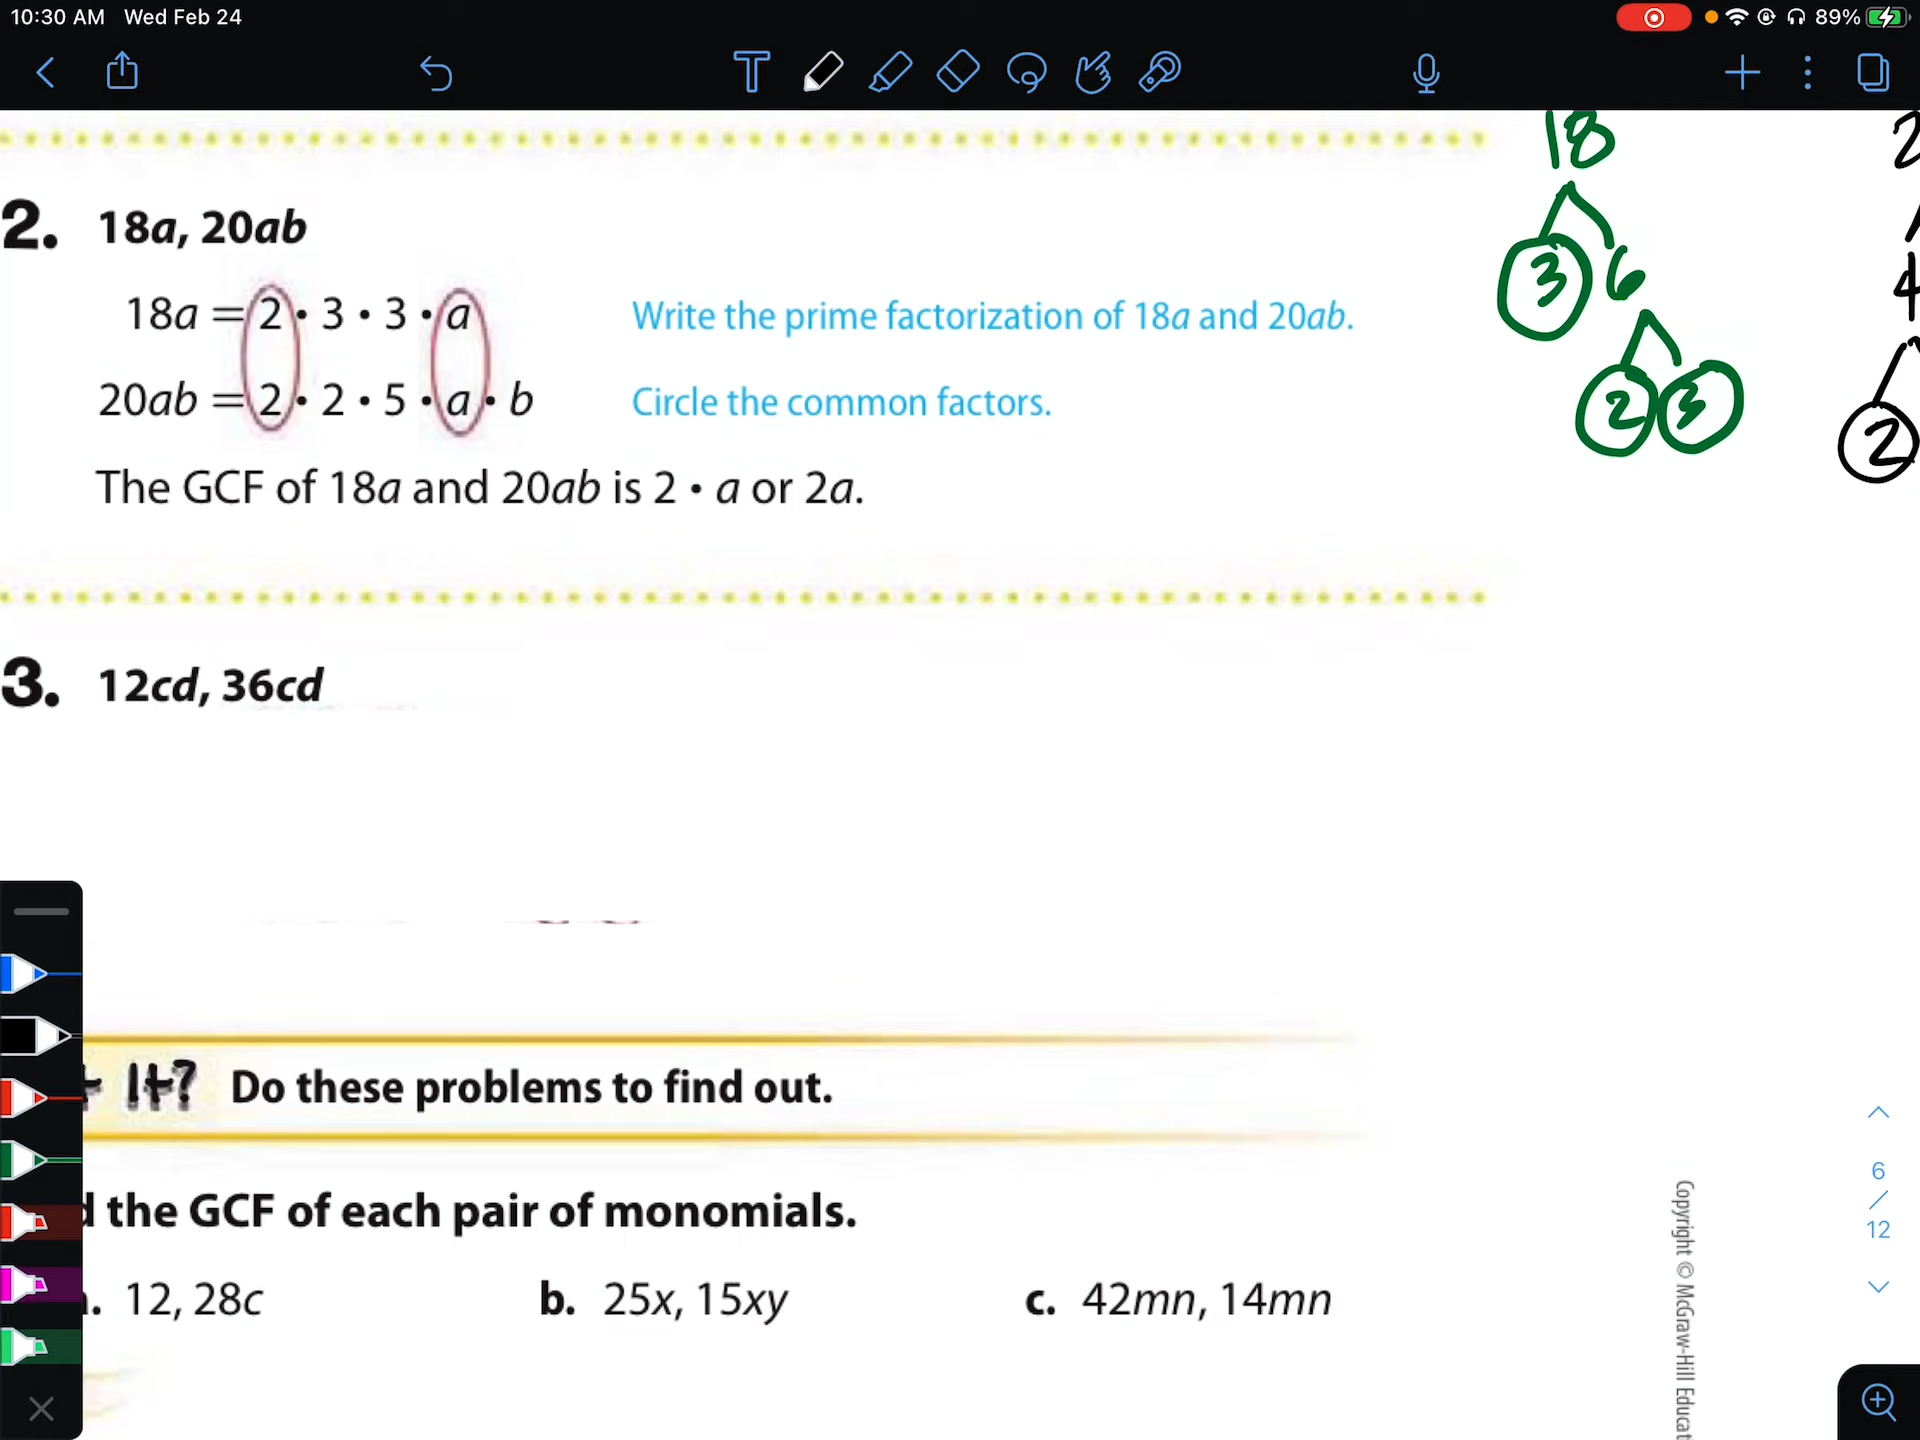 10:30 AM Wed Feb 24
89%
18
3 6
2 3
2
4
2
2. 18a, 20ab
18a = 2 • 3 • 3 • a
Write the prime factorization of 18a and 20ab.
20ab = 2 • 2 • 5 • a • b
Circle the common factors.
The GCF of 18a and 20ab is 2 • a or 2a.
3. 12cd, 36cd
It? Do these problems to find out.
the GCF of each pair of monomials.
12, 28c
b. 25x, 15xy
c. 42mn, 14mn
6
/
12
Copyright © McGraw-Hill Educat
T